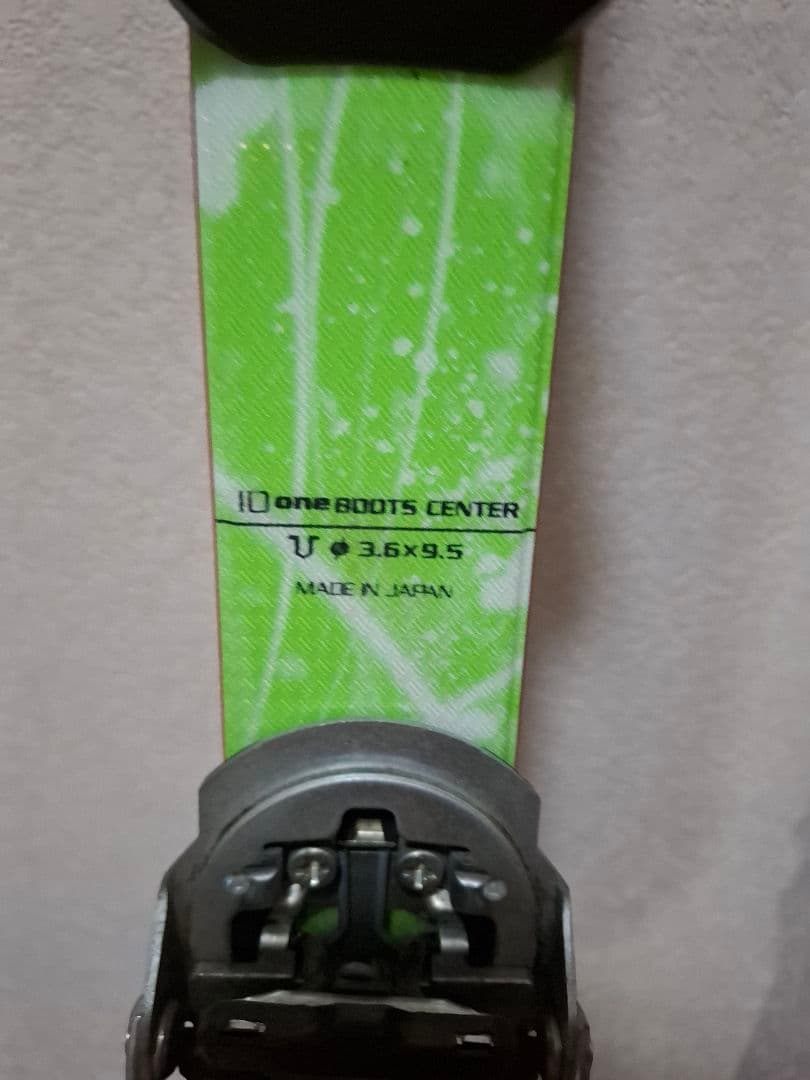 ID one BOOTS CENTER
ø 3.6×9.5
MADE IN JAPAN